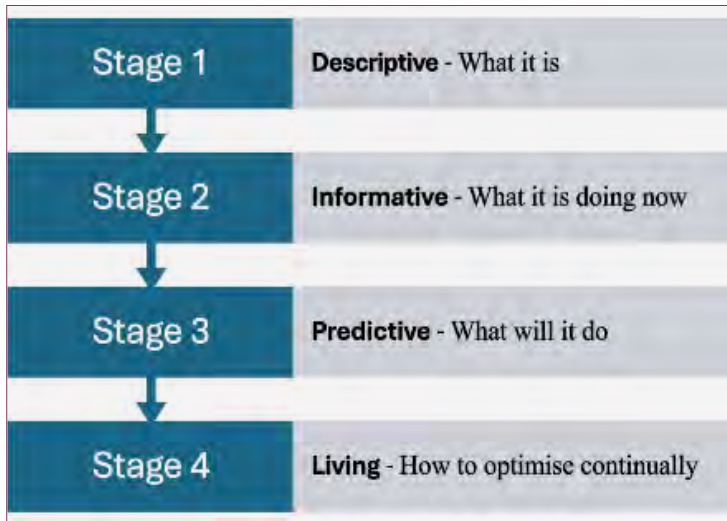 Stage 1
Descriptive - What it is
Stage 2
Informative - What it is doing now
Stage 3
Predictive - What will it do
Stage 4
Living - How to optimise continually